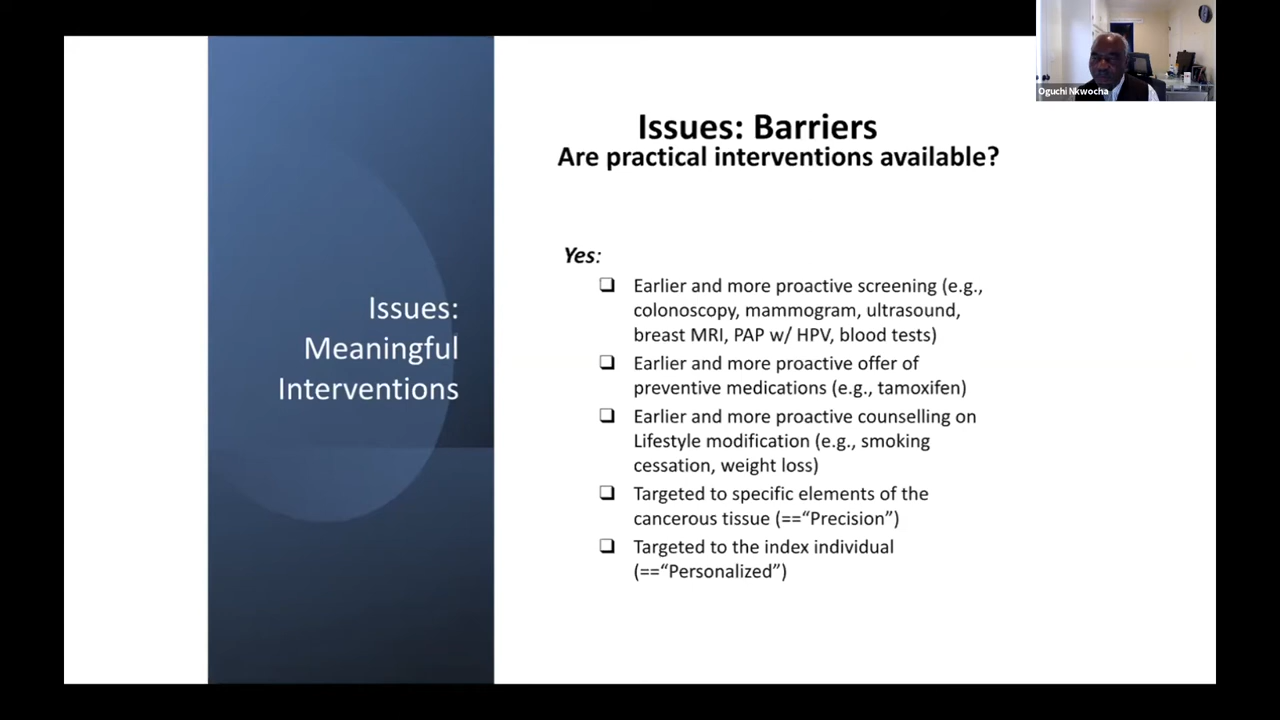 Oguchi Nkwocha
Issues: Barriers
Are practical interventions available?
Issues:
Meaningful
Interventions
Yes:
❑ Earlier and more proactive screening (e.g.,
colonoscopy, mammogram, ultrasound,
breast MRI, PAP w/ HPV, blood tests)
❑ Earlier and more proactive offer of
preventive medications (e.g., tamoxifen)
❑ Earlier and more proactive counselling on
Lifestyle modification (e.g., smoking
cessation, weight loss)
❑ Targeted to specific elements of the
cancerous tissue (==“Precision”)
❑ Targeted to the index individual
(==“Personalized”)